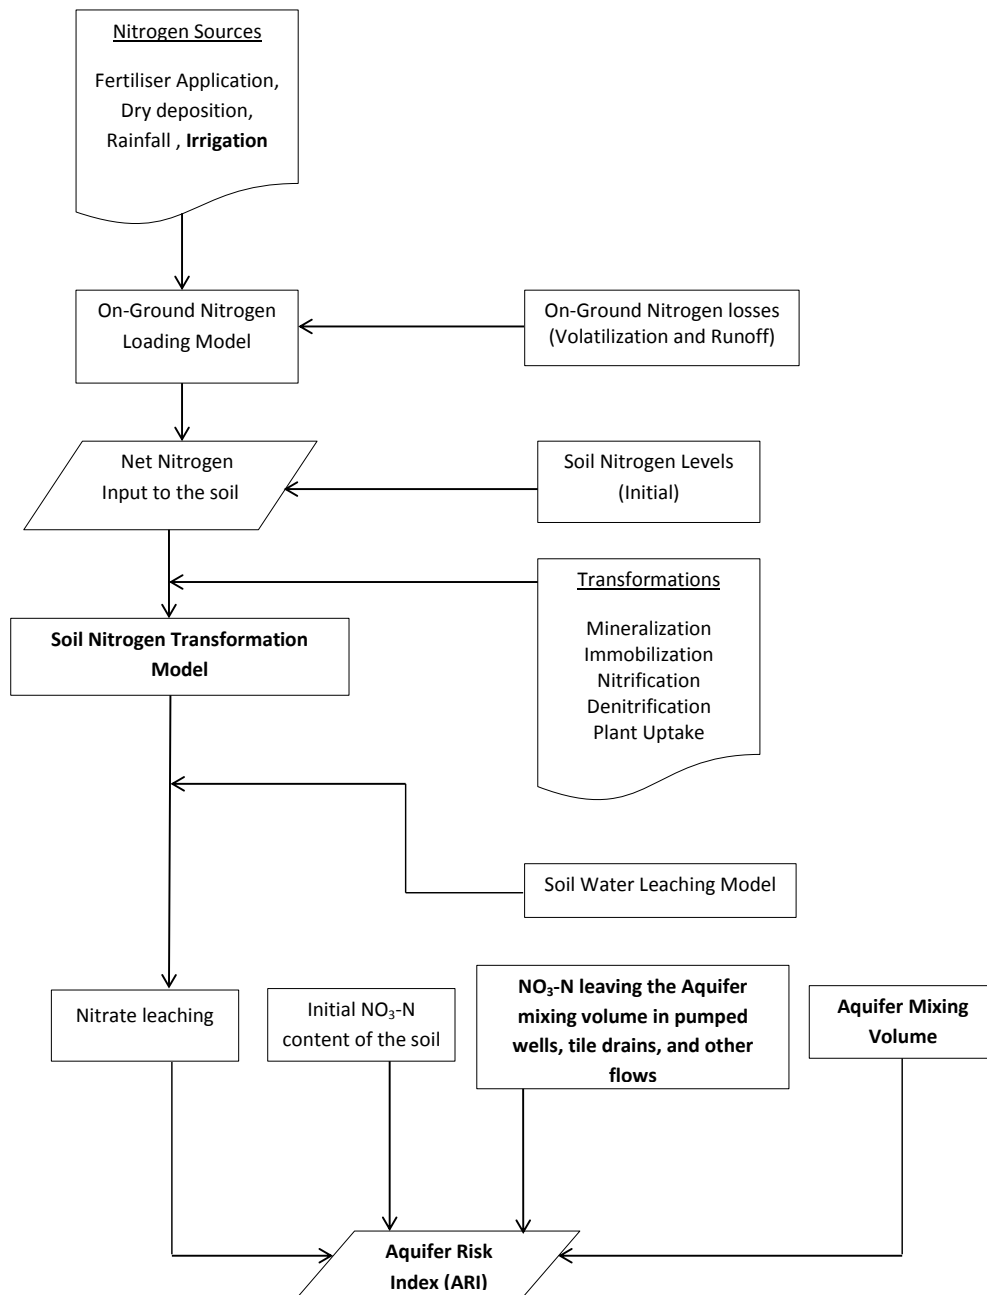 Nitrogen Sources
Fertiliser Application,
Dry deposition,
Rainfall , Irrigation
On-Ground Nitrogen
Loading Model
On-Ground Nitrogen losses
(Volatilization and Runoff)
Net Nitrogen
Input to the soil
Soil Nitrogen Levels
(Initial)
Transformations
Mineralization
Immobilization
Nitrification
Denitrification
Plant Uptake
Soil Nitrogen Transformation
Model
Soil Water Leaching Model
Nitrate leaching
Initial NO₃-N
content of the soil
NO₃-N leaving the Aquifer
mixing volume in pumped
wells, tile drains, and other
flows
Aquifer Mixing
Volume
Aquifer Risk
Index (ARI)